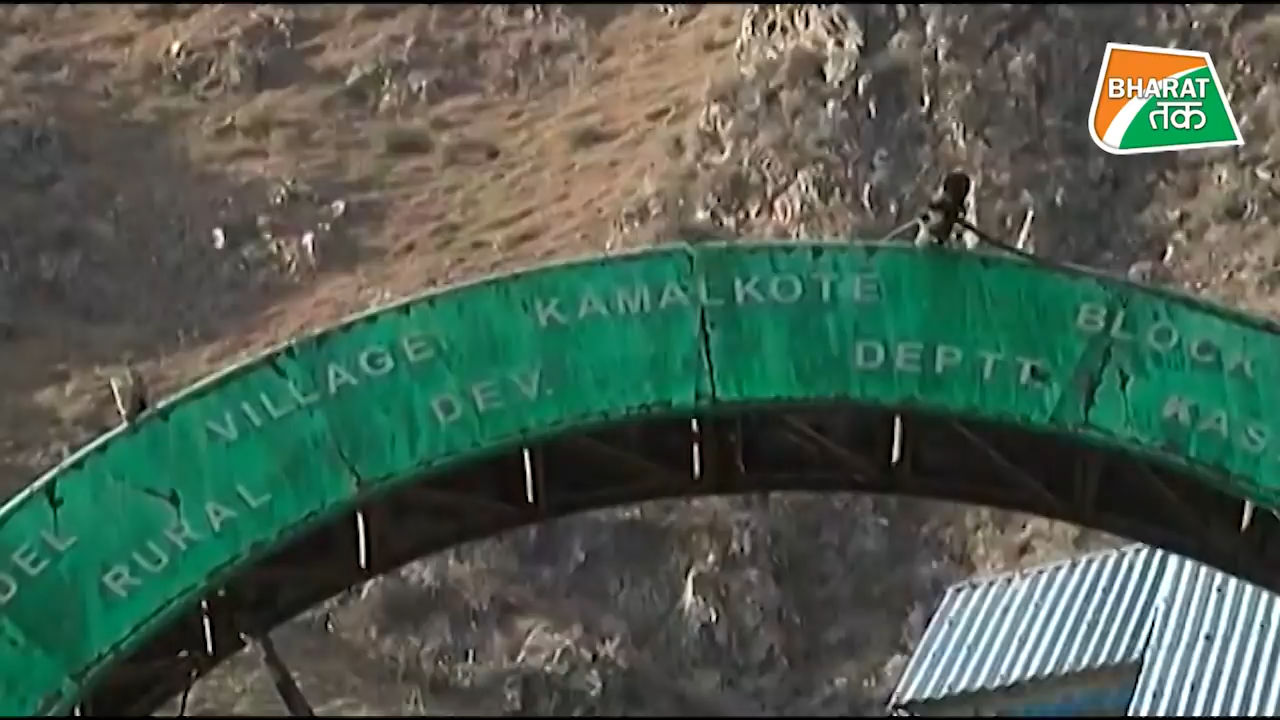 BHARAT
तक
DEL VILLAGE KAMALKOTE BLOCK
RURAL DEV. DEPTT. KAS